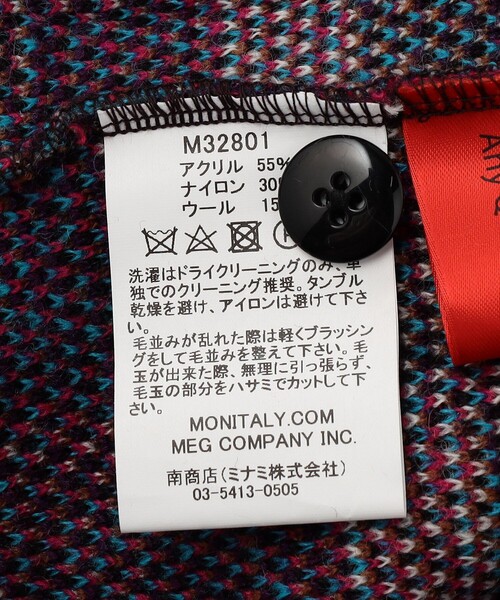 M32801
アクリル 55%
ナイロン 30
ウール 15
洗濯はドライクリーニングのみ、単
独でのクリーニング推奨。タンブル
乾燥を避け、アイロンは避けて下さ
い。
毛並みが乱れた際は軽くブラッシン
グをして毛並みを整えて下さい。毛
玉が出来た際、無理に引っ張らず、
毛玉の部分をハサミでカットして下
さい。
MONITALY.COM
MEG COMPANY INC.
南商店（ミナミ株式会社）
03-5413-0505
Any